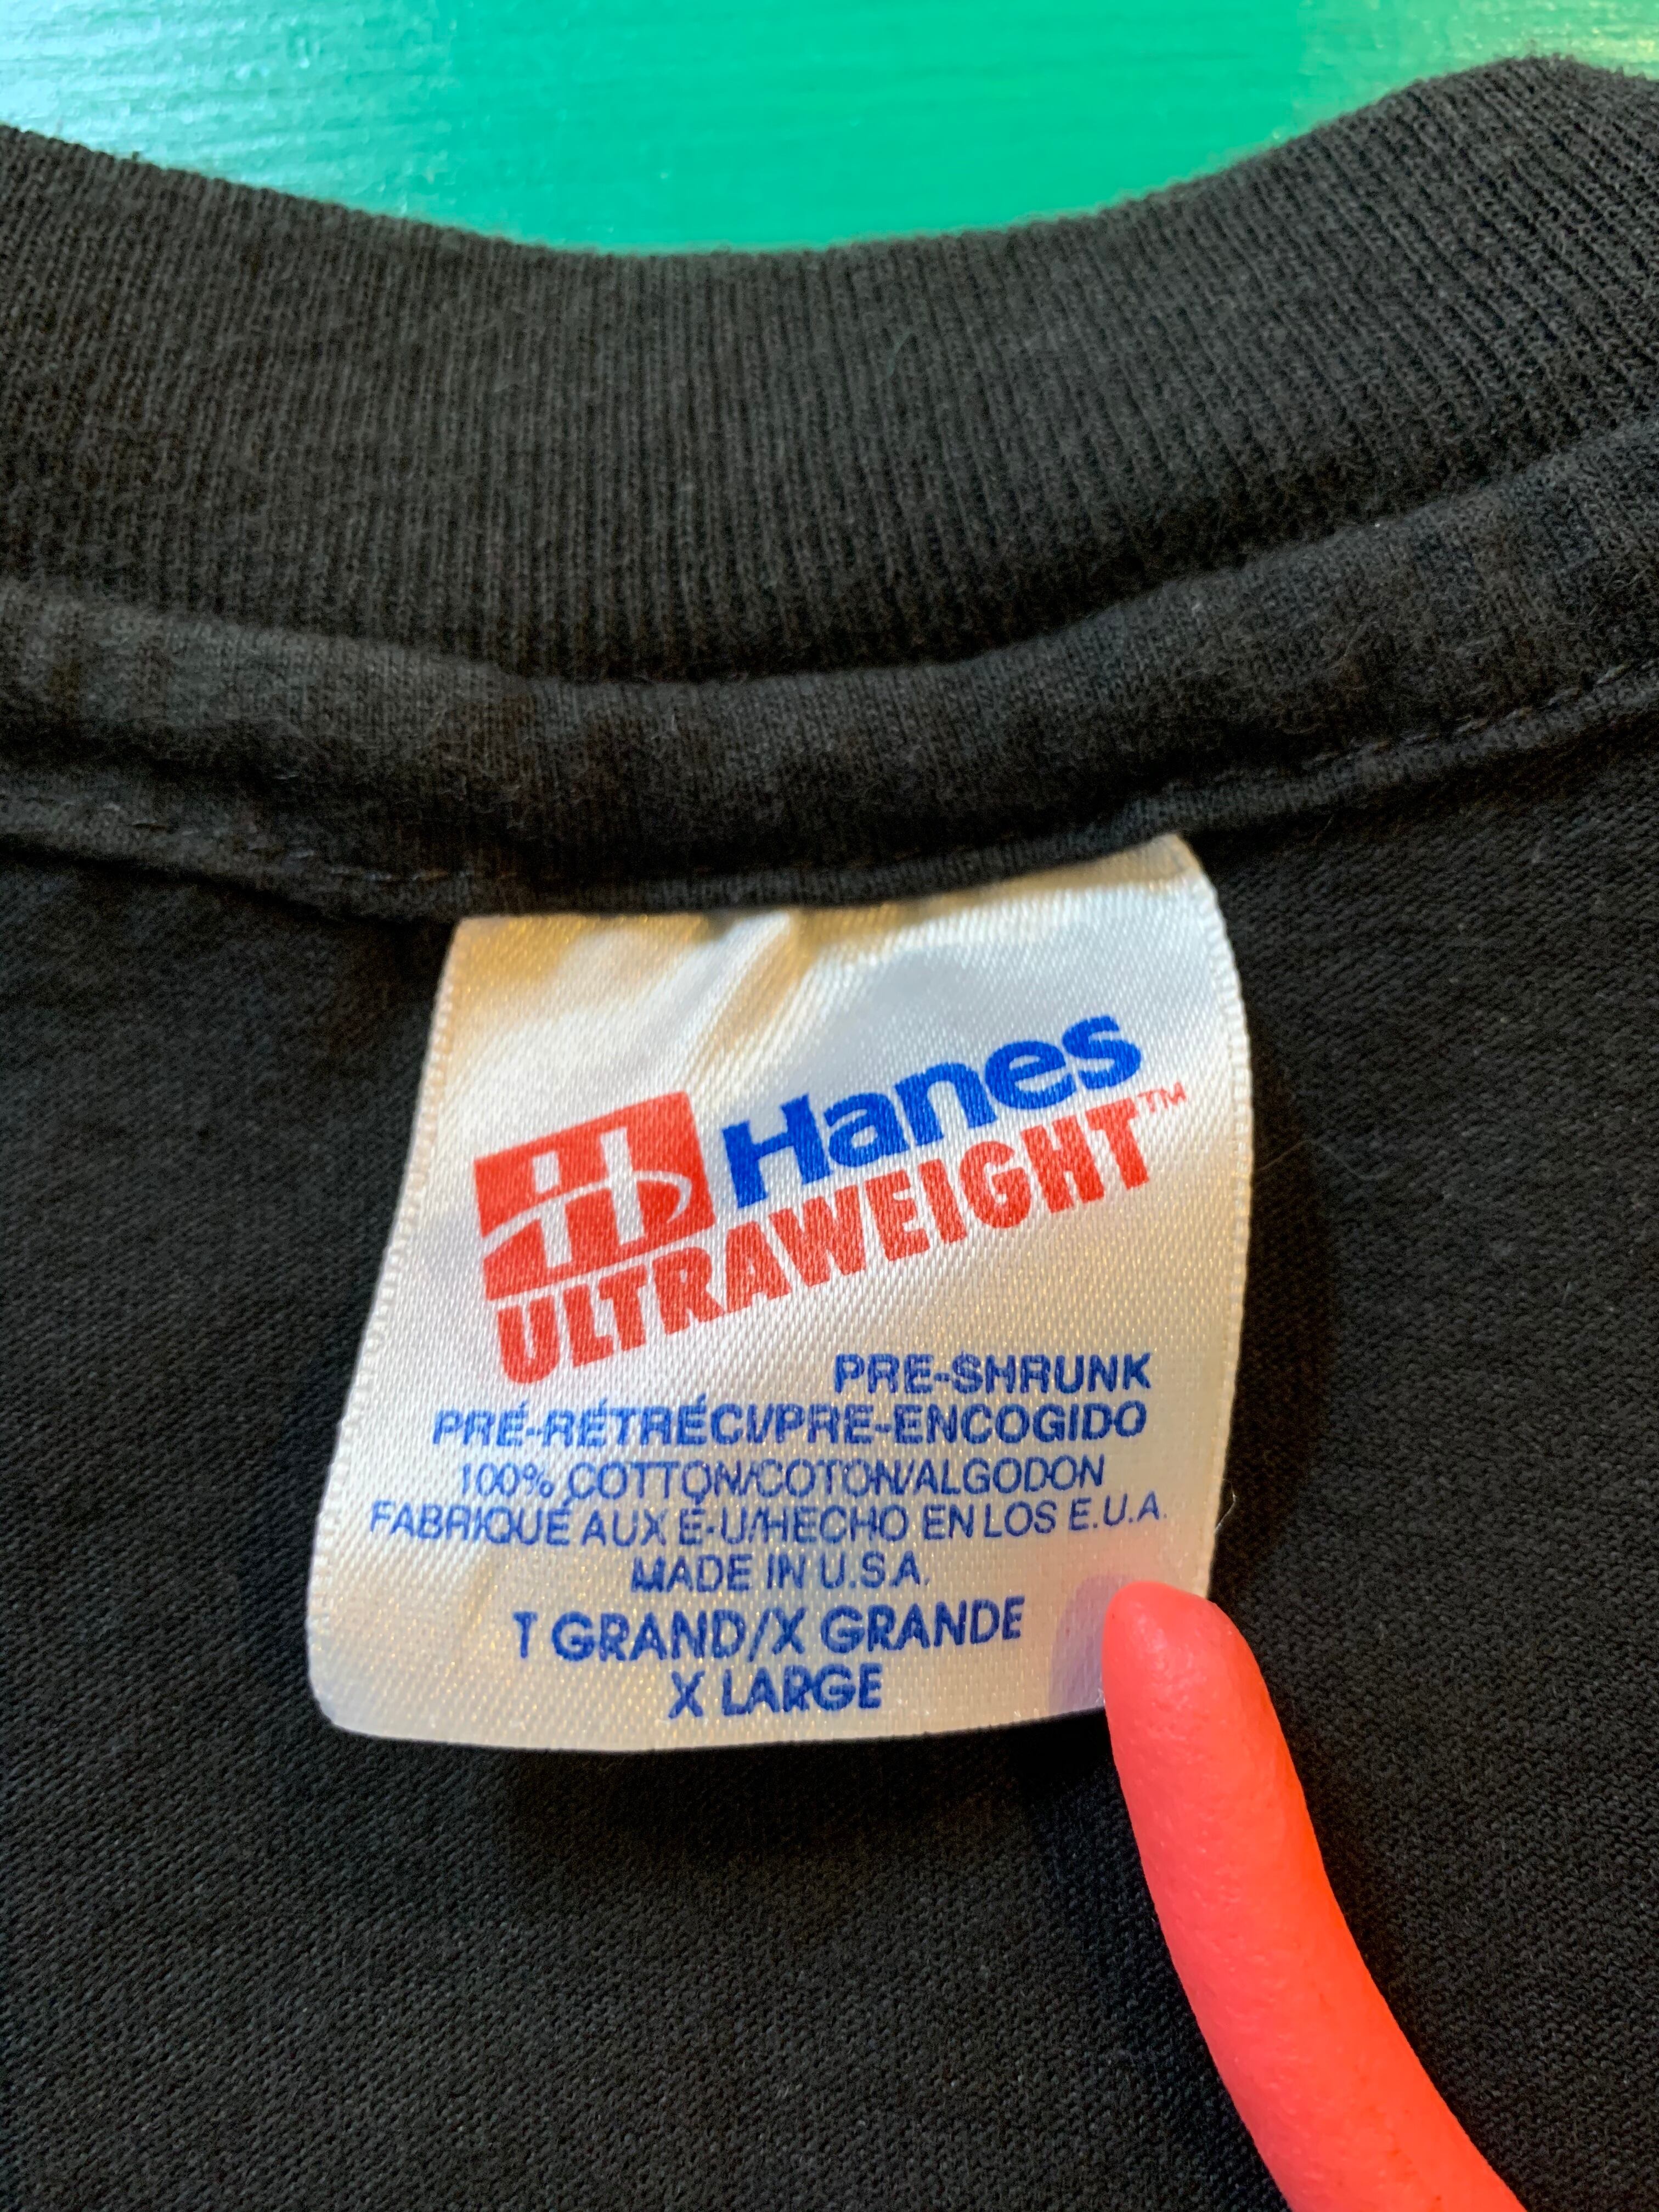 Hanes
ULTRAWEIGHT™
PRE-SHRUNK
PRÉ-RÉTRÉCI/PRE-ENCOGIDO
100% COTTON/COTON/ALGODON
FABRIQUÉ AUX É-U/HECHO EN LOS E.U.A.
MADE IN U.S.A.
T GRAND/X GRANDE
X LARGE